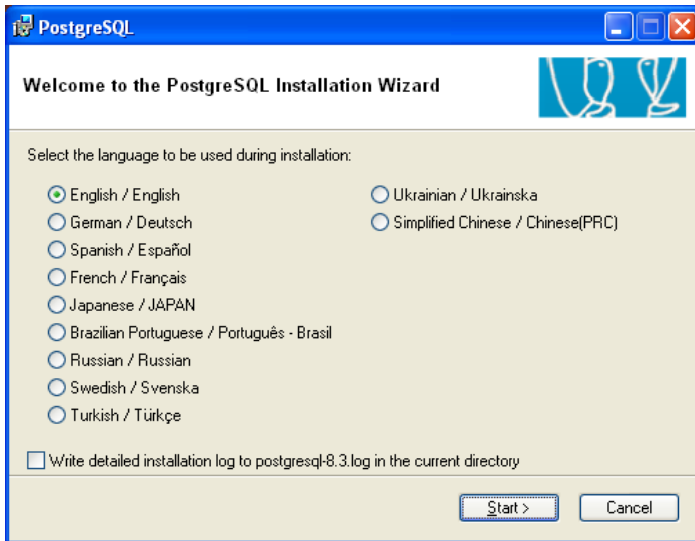 PostgreSQL
Welcome to the PostgreSQL Installation Wizard
Select the language to be used during installation:
English / English
German / Deutsch
Spanish / Español
French / Français
Japanese / JAPAN
Brazilian Portuguese / Português - Brasil
Russian / Russian
Swedish / Svenska
Turkish / Türkçe
Ukrainian / Ukrainska
Simplified Chinese / Chinese(PRC)
Write detailed installation log to postgresql-8.3.log in the current directory
Start >
Cancel